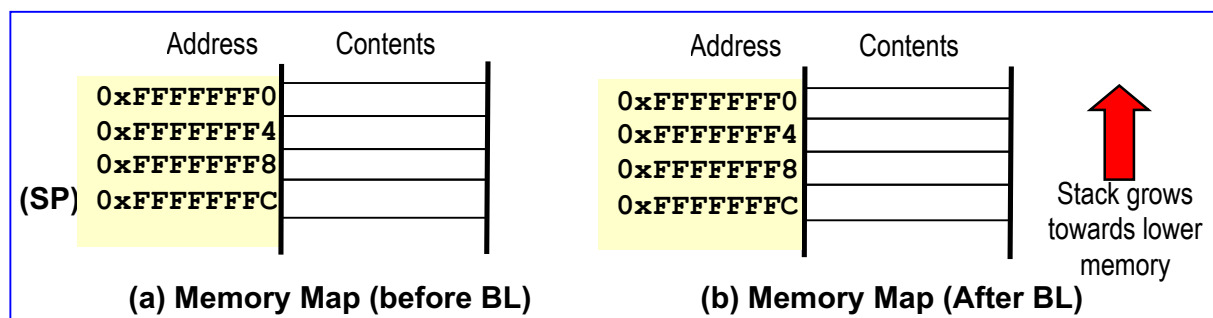 Address Contents
0xFFFFFFF0
0xFFFFFFF4
0xFFFFFFF8
(SP) 0xFFFFFFFC
(a) Memory Map (before BL)
Address Contents
0xFFFFFFF0
0xFFFFFFF4
0xFFFFFFF8
0xFFFFFFFC
(b) Memory Map (After BL)
Stack grows
towards lower
memory